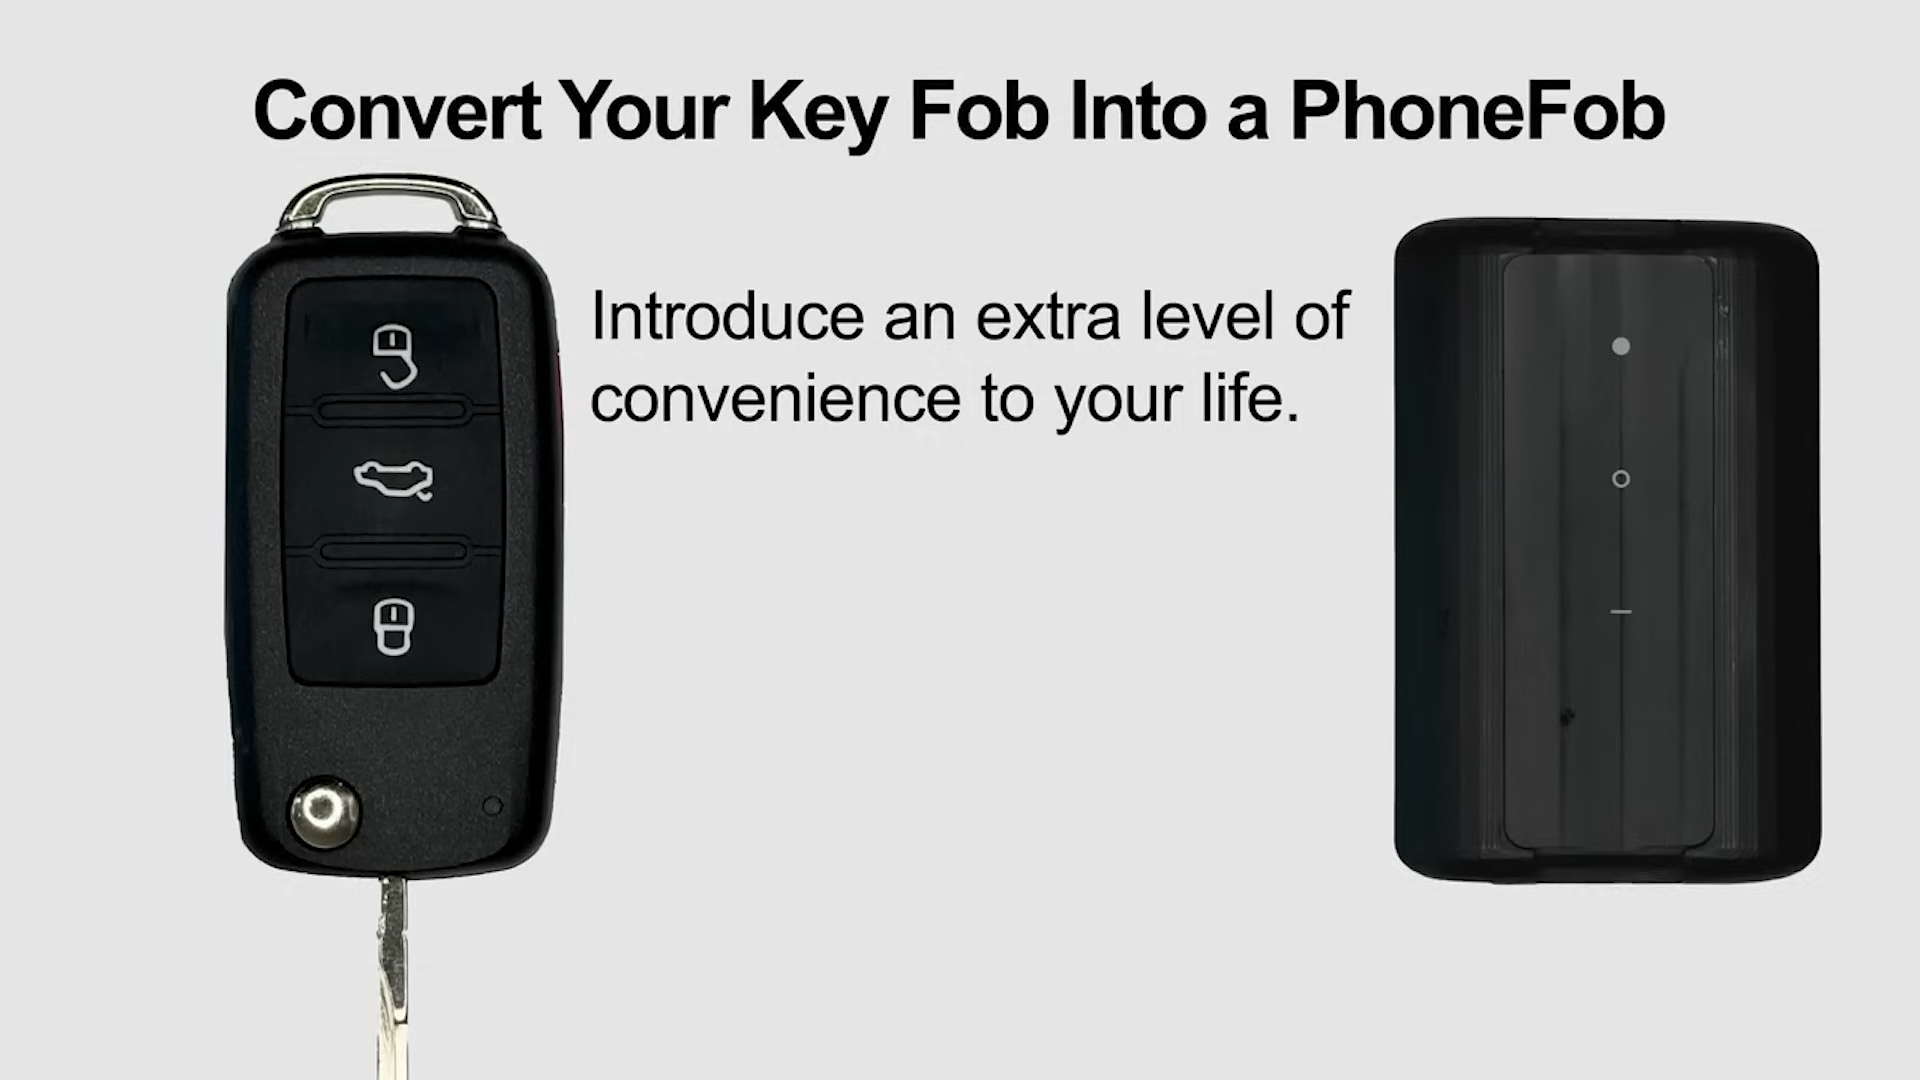 Convert Your Key Fob Into a PhoneFob
Introduce an extra level of
convenience to your life.